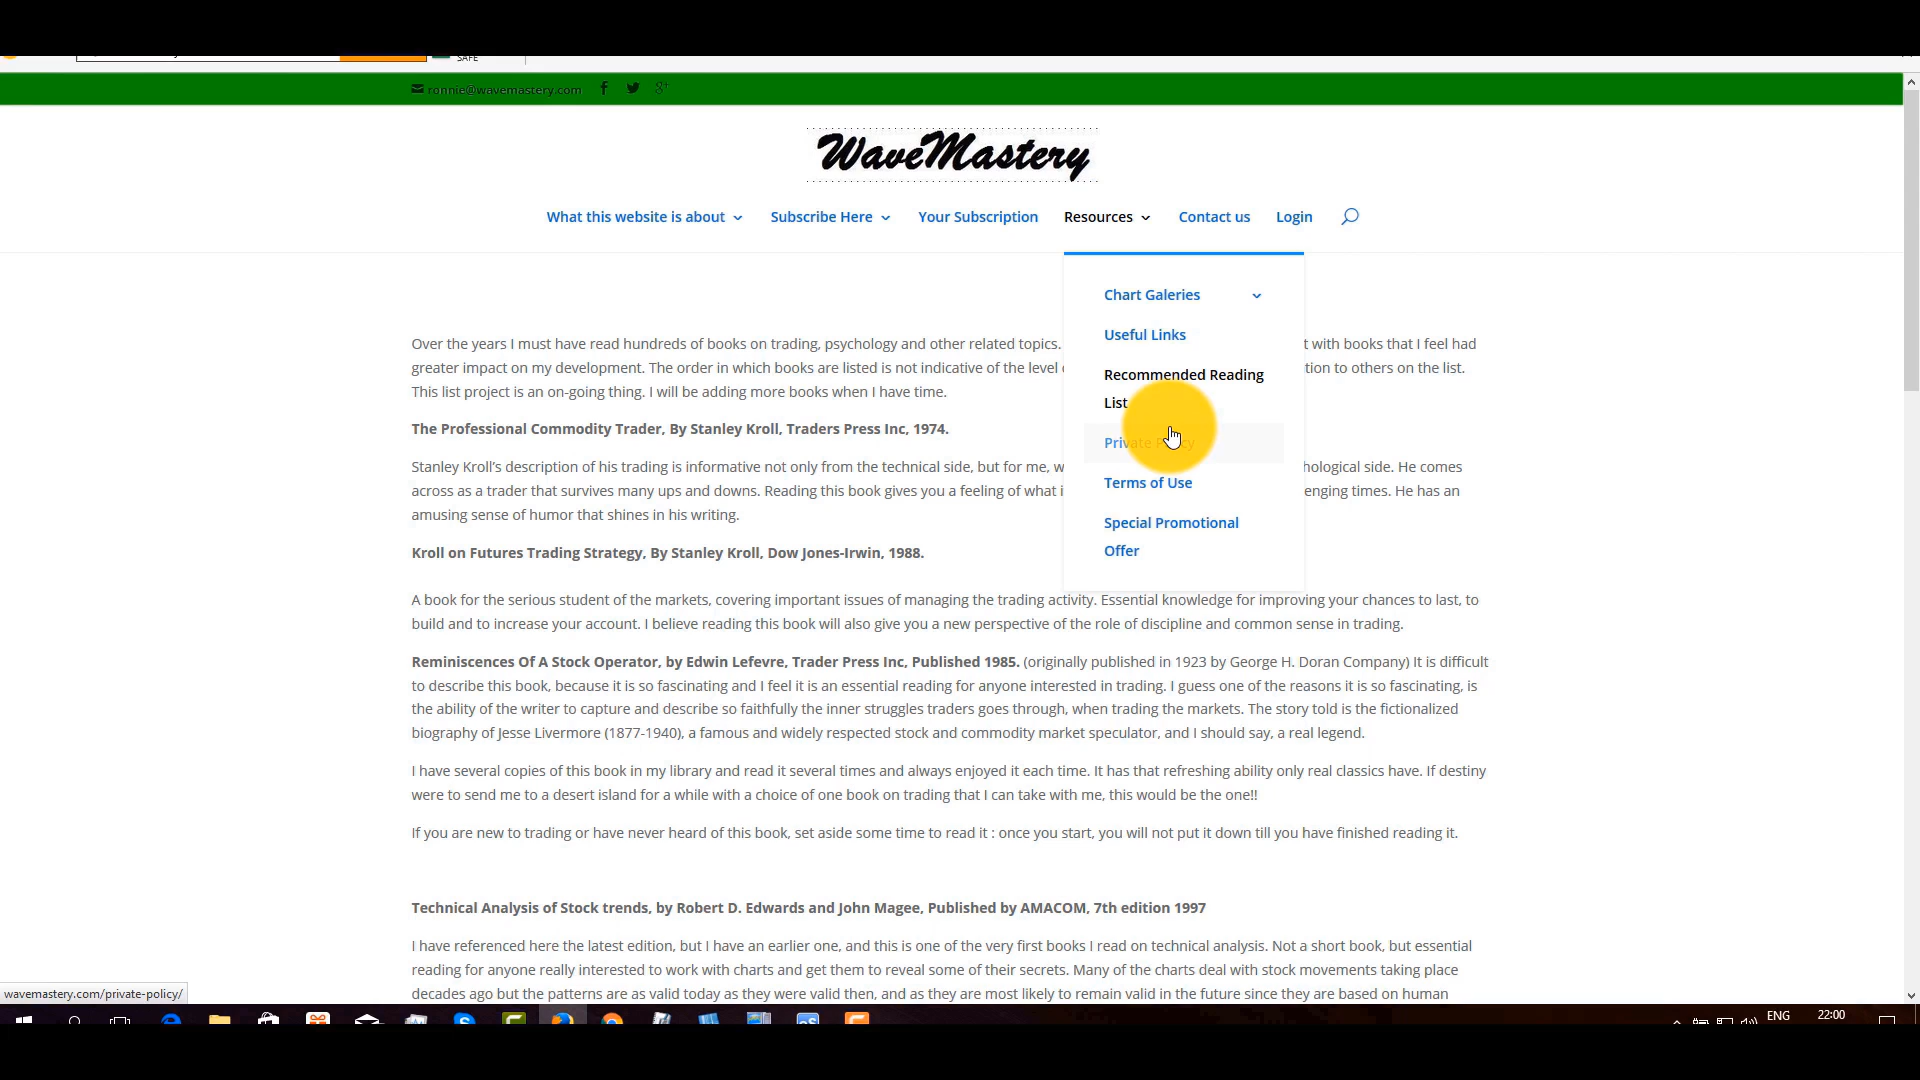 SAFE
ronnie@wavemastery.com
WaveMastery
What this website is about Subscribe Here Your Subscription Resources Contact us Login
Chart Galeries
Useful Links
Recommended Reading
List
Private Policy
Terms of Use
Special Promotional
Offer
Over the years I must have read hundreds of books on trading, psychology and other related topics. t with books that I feel had
greater impact on my development. The order in which books are listed is not indicative of the level tion to others on the list.
This list project is an on-going thing. I will be adding more books when I have time.
The Professional Commodity Trader, By Stanley Kroll, Traders Press Inc, 1974.
Stanley Kroll's description of his trading is informative not only from the technical side, but for me, w hological side. He comes
across as a trader that survives many ups and downs. Reading this book gives you a feeling of what i enging times. He has an
amusing sense of humor that shines in his writing.
Kroll on Futures Trading Strategy, By Stanley Kroll, Dow Jones-Irwin, 1988.
A book for the serious student of the markets, covering important issues of managing the trading activity. Essential knowledge for improving your chances to last, to
build and to increase your account. I believe reading this book will also give you a new perspective of the role of discipline and common sense in trading.
Reminiscences Of A Stock Operator, by Edwin Lefevre, Trader Press Inc, Published 1985. (originally published in 1923 by George H. Doran Company) It is difficult
to describe this book, because it is so fascinating and I feel it is an essential reading for anyone interested in trading. I guess one of the reasons it is so fascinating, is
the ability of the writer to capture and describe so faithfully the inner struggles traders goes through, when trading the markets. The story told is the fictionalized
biography of Jesse Livermore (1877-1940), a famous and widely respected stock and commodity market speculator, and I should say, a real legend.
I have several copies of this book in my library and read it several times and always enjoyed it each time. It has that refreshing ability only real classics have. If destiny
were to send me to a desert island for a while with a choice of one book on trading that I can take with me, this would be the one!!
If you are new to trading or have never heard of this book, set aside some time to read it : once you start, you will not put it down till you have finished reading it.
Technical Analysis of Stock trends, by Robert D. Edwards and John Magee, Published by AMACOM, 7th edition 1997
I have referenced here the latest edition, but I have an earlier one, and this is one of the very first books I read on technical analysis. Not a short book, but essential
reading for anyone really interested to work with charts and get them to reveal some of their secrets. Many of the charts deal with stock movements taking place
decades ago but the patterns are as valid today as they were valid then, and as they are most likely to remain valid in the future since they are based on human
wavemastery.com/private-policy/
ENG 22:00